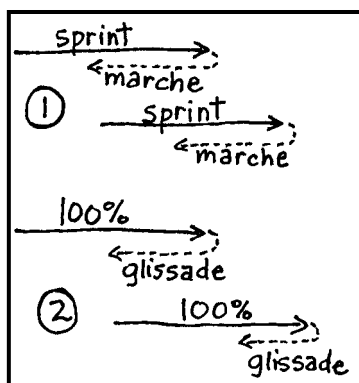 sprint
marche
①
sprint
marche
100%
glissade
②
100%
glissade